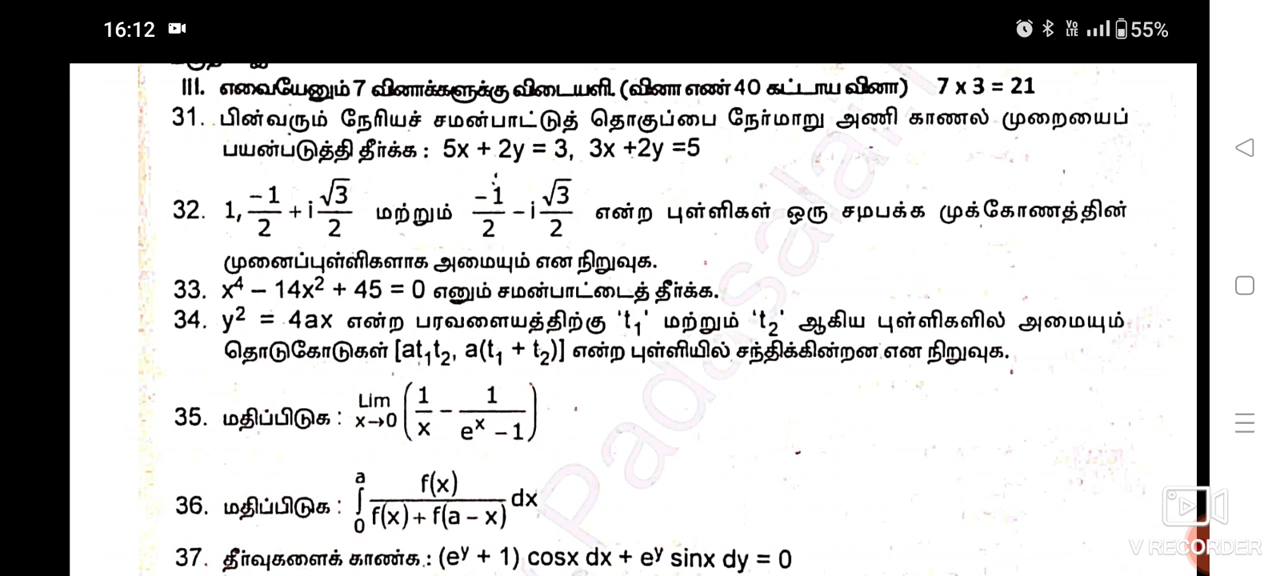 16:12
Vo LTE 55%
III. எவையேனும் 7 வினாக்களுக்கு விடையளி. (வினா எண் 40 கட்டாய வினா) 7 x 3 = 21
31. பின்வரும் நேரியச் சமன்பாட்டுத் தொகுப்பை நேர்மாறு அணி காணல் முறையைப்
பயன்படுத்தி தீர்க்க : 5x + 2y = 3, 3x +2y =5
32. 1, -1/2 + i √3/2 மற்றும் -1/2 – i √3/2 என்ற புள்ளிகள் ஒரு சமபக்க முக்கோணத்தின்
முனைப்புள்ளிகளாக அமையும் என நிறுவுக.
33. x⁴ – 14x² + 45 = 0 எனும் சமன்பாட்டைத் தீர்க்க.
34. y² = 4ax என்ற பரவளையத்திற்கு 't₁' மற்றும் 't₂' ஆகிய புள்ளிகளில் அமையும்
தொடுகோடுகள் [at₁t₂, a(t₁ + t₂)] என்ற புள்ளியில் சந்திக்கின்றன என நிறுவுக.
35. மதிப்பிடுக : Lim x→0 (1/x – 1/(eˣ – 1))
36. மதிப்பிடுக : ∫₀ᵃ f(x)/(f(x) + f(a – x)) dx
37. தீர்வுகளைக் காண்க : (eʸ + 1) cosx dx + eʸ sinx dy = 0
Padasalai
V RECORDER